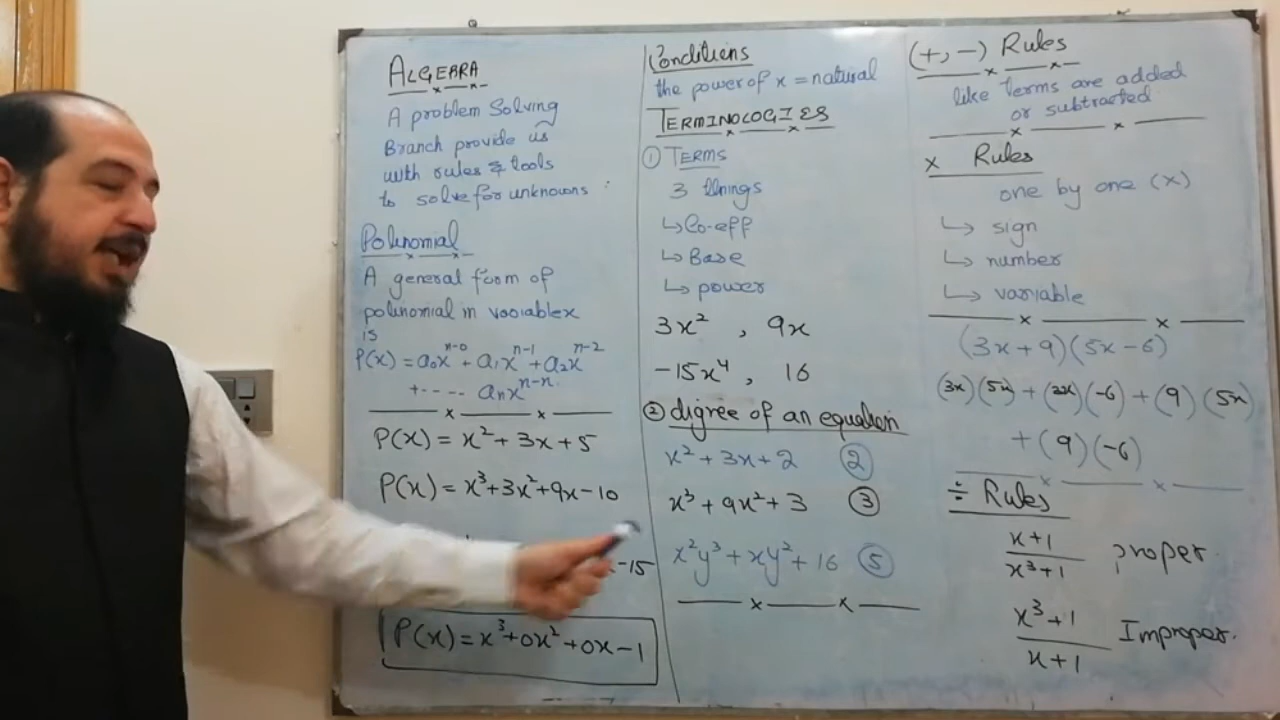 ALGEBRA
A problem Solving
Branch provide us
with rules & tools
to solve for unknowns :
Polinomial
A general form of
polinomial in variablex
is
P(x) = a₀xⁿ⁻⁰ + a₁xⁿ⁻¹ + a₂xⁿ⁻²
+ ---- aₙxⁿ⁻ⁿ.
P(x) = x² + 3x + 5
P(x) = x³+3x²+9x-10
-15
P(x) = x³+0x²+0x-1
Conditions
the power of x = natural
TERMINOLOGIES
① TERMS
3 things
↳ Co-eff
↳ Base
↳ power
3x² , 9x
-15x⁴ , 16
② digree of an equation
x² + 3x + 2 ②
x³ + 9x² + 3 ③
x²y³ + xy² + 16 ⑤
(+, -) Rules
like terms are added
or subtracted
x Rules
one by one (x)
↳ sign
↳ number
↳ variable
(3x+9)(5x-6)
(3x)(5x) + (3x)(-6) + (9)(5x)
+ (9)(-6)
÷ Rules
x+1
x³+1
proper.
x³+1
x+1
Improper.